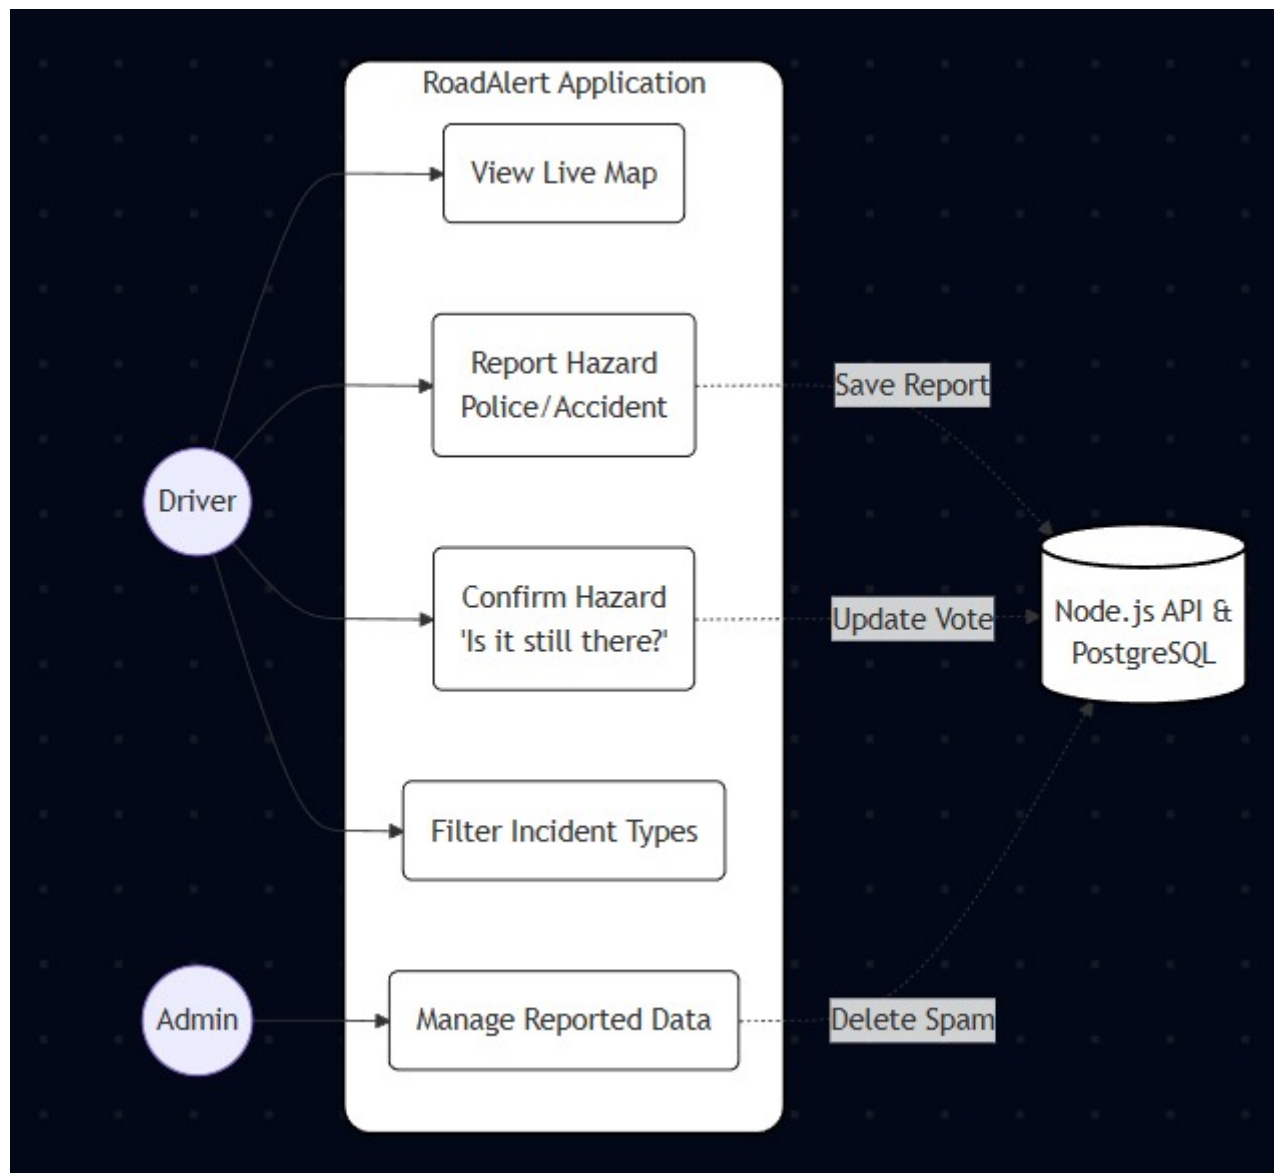 RoadAlert Application
View Live Map
Report Hazard
Police/Accident
Save Report
Driver
Confirm Hazard
'Is it still there?'
Update Vote
Node.js API &
PostgreSQL
Filter Incident Types
Admin
Manage Reported Data
Delete Spam